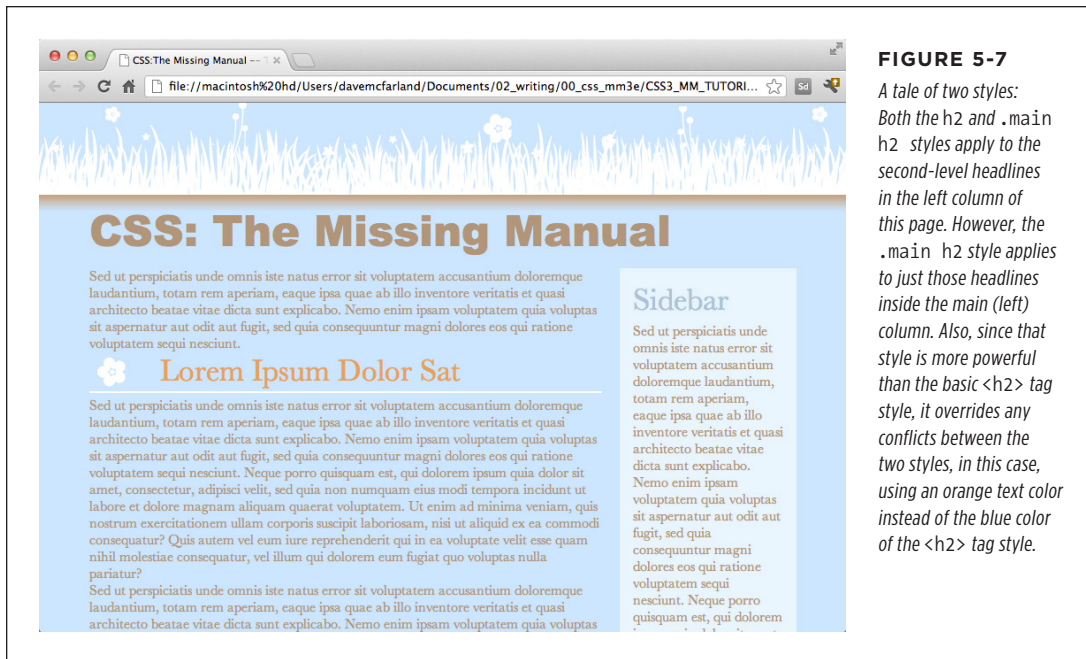 CSS:The Missing Manual -- T
file://macintosh%20hd/Users/davemcfarland/Documents/02_writing/00_css_mm3e/CSS3_MM_TUTORI...
Sd
CSS: The Missing Manual
Sed ut perspiciatis unde omnis iste natus error sit voluptatem accusantium doloremque
laudantium, totam rem aperiam, eaque ipsa quae ab illo inventore veritatis et quasi
architecto beatae vitae dicta sunt explicabo. Nemo enim ipsam voluptatem quia voluptas
sit aspernatur aut odit aut fugit, sed quia consequuntur magni dolores eos qui ratione
voluptatem sequi nesciunt.
Lorem Ipsum Dolor Sat
Sed ut perspiciatis unde omnis iste natus error sit voluptatem accusantium doloremque
laudantium, totam rem aperiam, eaque ipsa quae ab illo inventore veritatis et quasi
architecto beatae vitae dicta sunt explicabo. Nemo enim ipsam voluptatem quia voluptas
sit aspernatur aut odit aut fugit, sed quia consequuntur magni dolores eos qui ratione
voluptatem sequi nesciunt. Neque porro quisquam est, qui dolorem ipsum quia dolor sit
amet, consectetur, adipisci velit, sed quia non numquam eius modi tempora incidunt ut
labore et dolore magnam aliquam quaerat voluptatem. Ut enim ad minima veniam, quis
nostrum exercitationem ullam corporis suscipit laboriosam, nisi ut aliquid ex ea commodi
consequatur? Quis autem vel eum iure reprehenderit qui in ea voluptate velit esse quam
nihil molestiae consequatur, vel illum qui dolorem eum fugiat quo voluptas nulla
pariatur?
Sed ut perspiciatis unde omnis iste natus error sit voluptatem accusantium doloremque
laudantium, totam rem aperiam, eaque ipsa quae ab illo inventore veritatis et quasi
architecto beatae vitae dicta sunt explicabo. Nemo enim ipsam voluptatem quia voluptas
Sidebar
Sed ut perspiciatis unde
omnis iste natus error sit
voluptatem accusantium
doloremque laudantium,
totam rem aperiam,
eaque ipsa quae ab illo
inventore veritatis et quasi
architecto beatae vitae
dicta sunt explicabo.
Nemo enim ipsam
voluptatem quia voluptas
sit aspernatur aut odit aut
fugit, sed quia
consequuntur magni
dolores eos qui ratione
voluptatem sequi
nesciunt. Neque porro
quisquam est, qui dolorem
FIGURE 5-7
A tale of two styles:
Both the h2 and .main
h2 styles apply to the
second-level headlines
in the left column of
this page. However, the
.main h2 style applies
to just those headlines
inside the main (left)
column. Also, since that
style is more powerful
than the basic <h2> tag
style, it overrides any
conflicts between the
two styles, in this case,
using an orange text color
instead of the blue color
of the <h2> tag style.